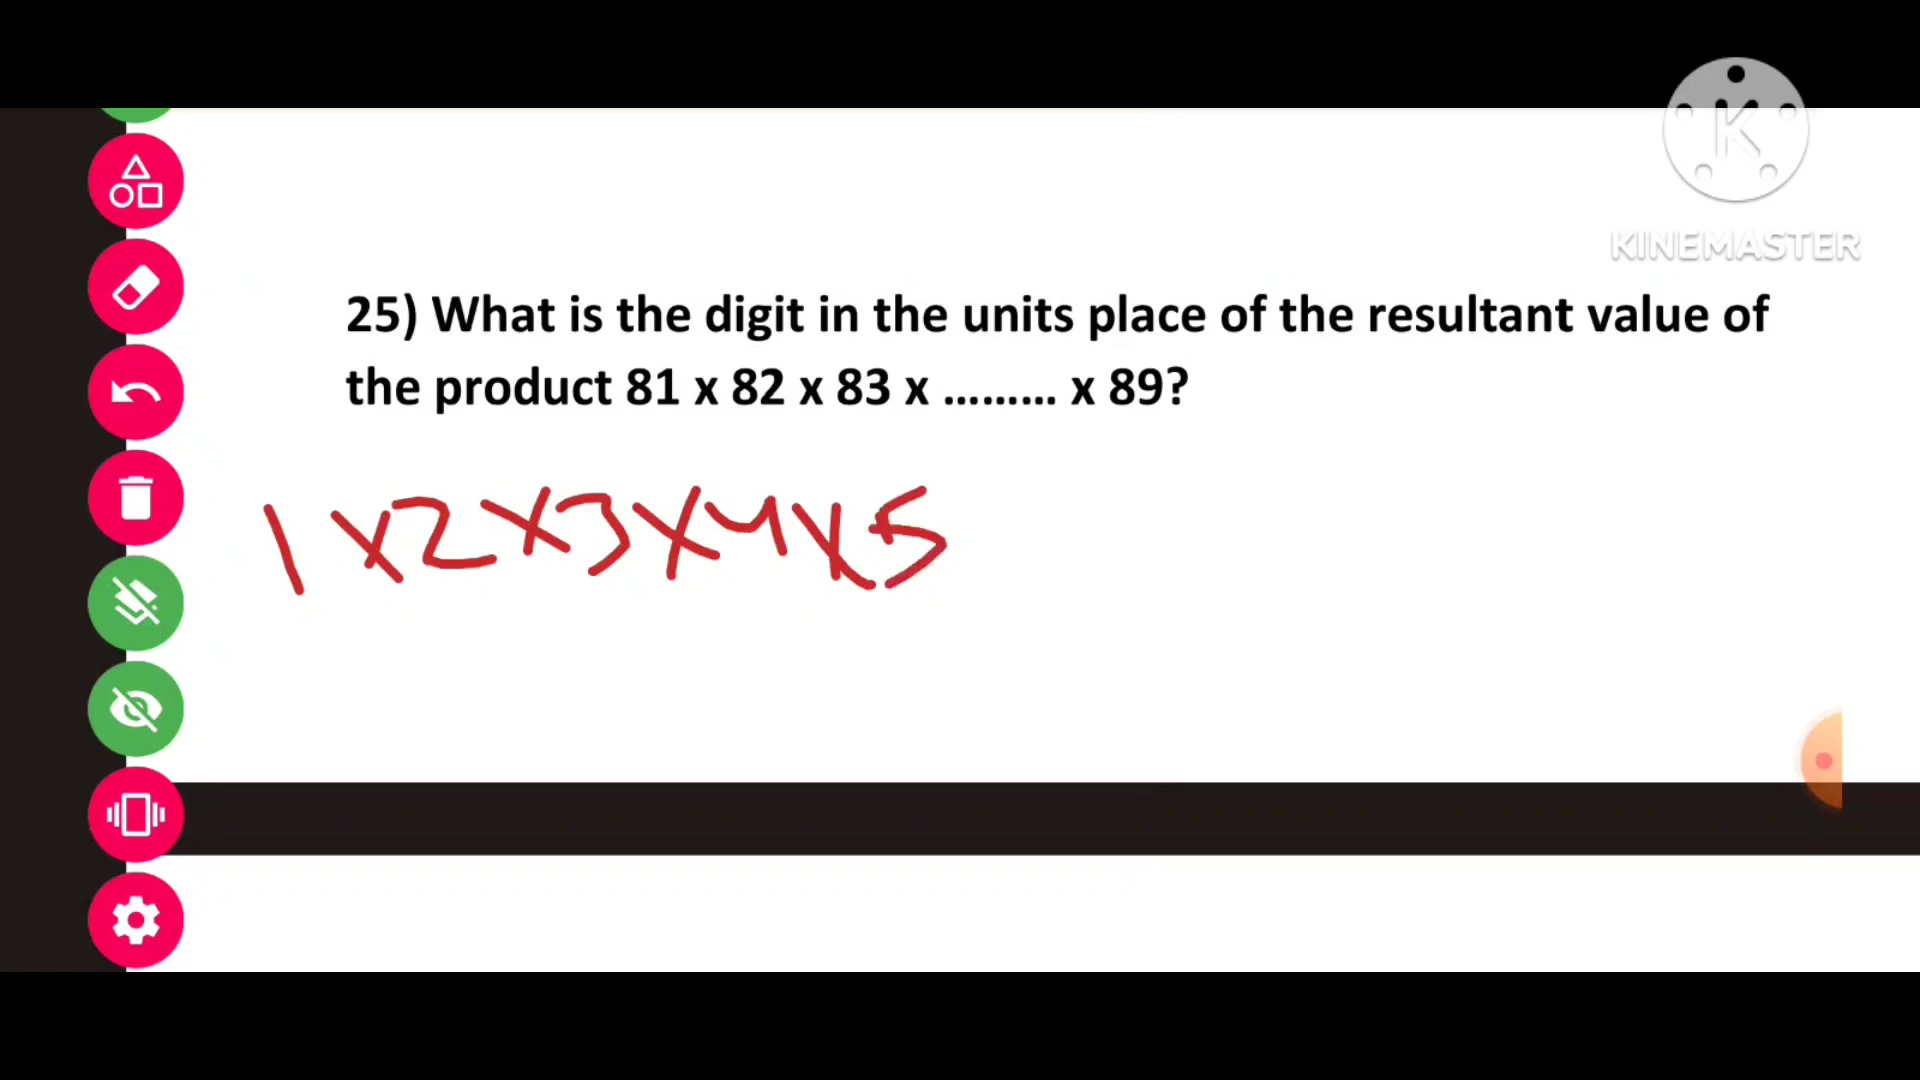 KINEMASTER
25) What is the digit in the units place of the resultant value of
the product 81 x 82 x 83 x ......... x 89?
1 x 2 x 3 x 4 x 5